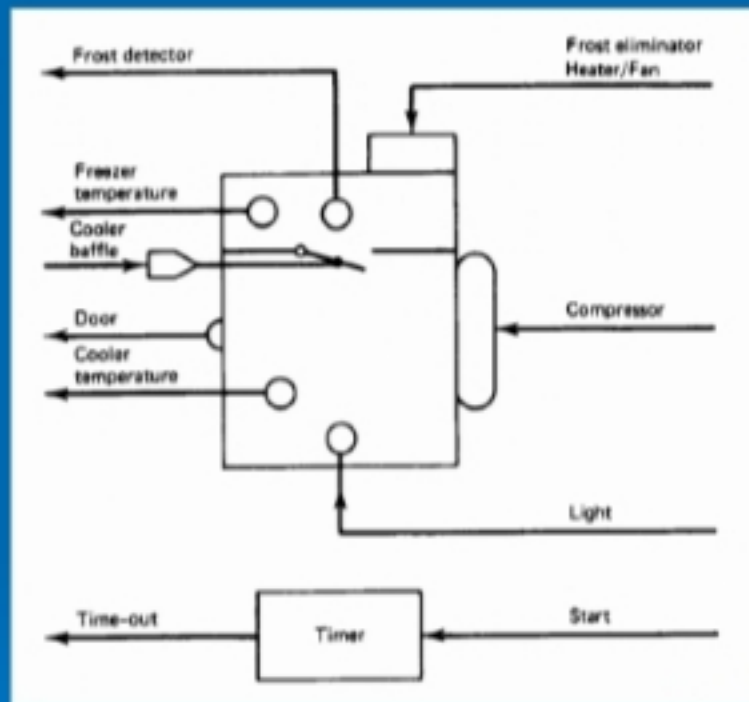 Frost detector
Frost eliminator
Heater/Fan
Freezer
temperature
Cooler
baffle
Door
Compressor
Cooler
temperature
Light
Time-out
Timer
Start